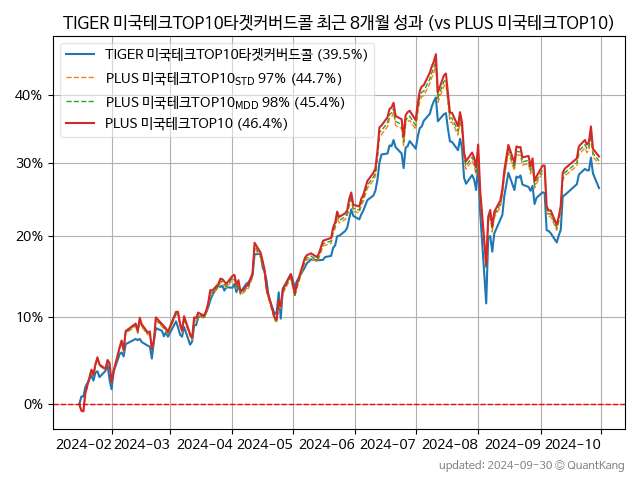 TIGER 미국테크TOP10타겟커버드콜 최근 8개월 성과 (vs PLUS 미국테크TOP10)
TIGER 미국테크TOP10타겟커버드콜 (39.5%)
PLUS 미국테크TOP10STD 97% (44.7%)
PLUS 미국테크TOP10MDD 98% (45.4%)
PLUS 미국테크TOP10 (46.4%)
40%
30%
20%
10%
0%
2024-02 2024-03 2024-04 2024-05 2024-06 2024-07 2024-08 2024-09 2024-10
updated: 2024-09-30 © QuantKang